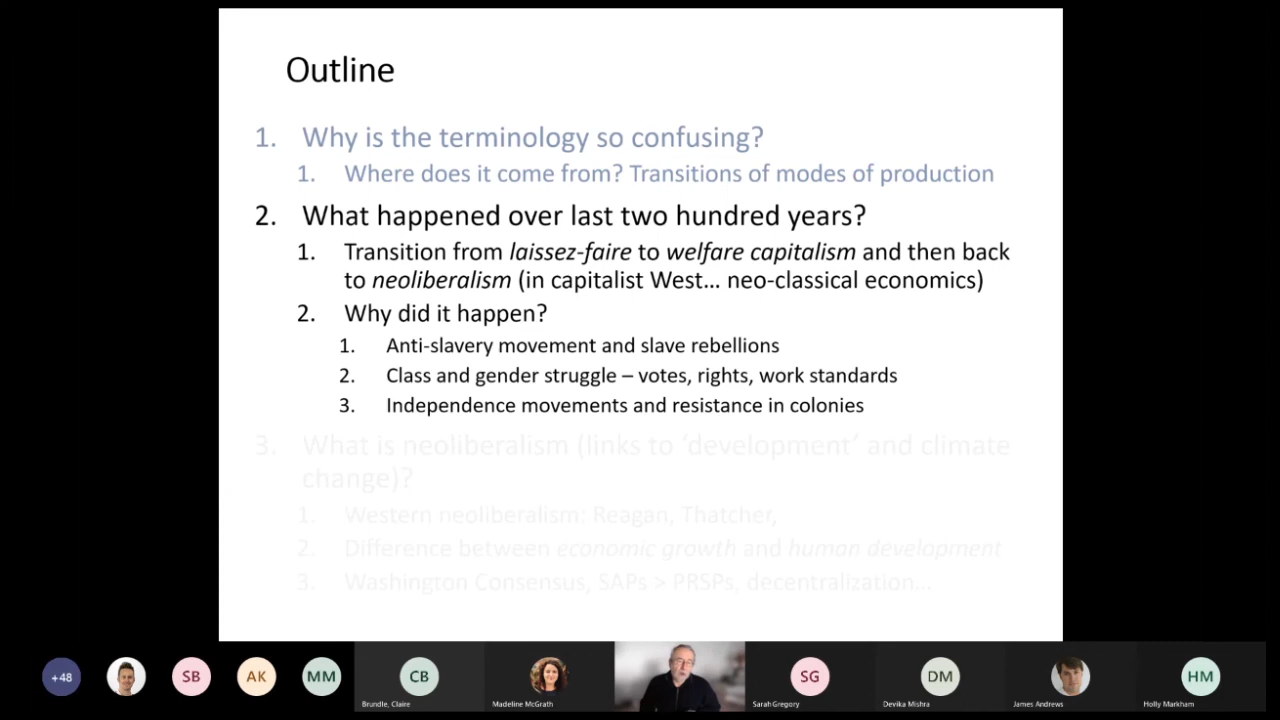 Outline
1. Why is the terminology so confusing?
1. Where does it come from? Transitions of modes of production
2. What happened over last two hundred years?
1. Transition from laissez-faire to welfare capitalism and then back
to neoliberalism (in capitalist West... neo-classical economics)
2. Why did it happen?
1. Anti-slavery movement and slave rebellions
2. Class and gender struggle – votes, rights, work standards
3. Independence movements and resistance in colonies
3. What is neoliberalism (links to 'development' and climate
change)?
1. Western neoliberalism: Reagan, Thatcher,
2. Difference between economic growth and human development
3. Washington Consensus, SAPs > PRSPs, decentralization...
+48
SB
AK
MM
CB
SG
DM
HM
Brundle, Claire
Madeline McGrath
Sarah Gregory
Devika Mishra
James Andrews
Holly Markham